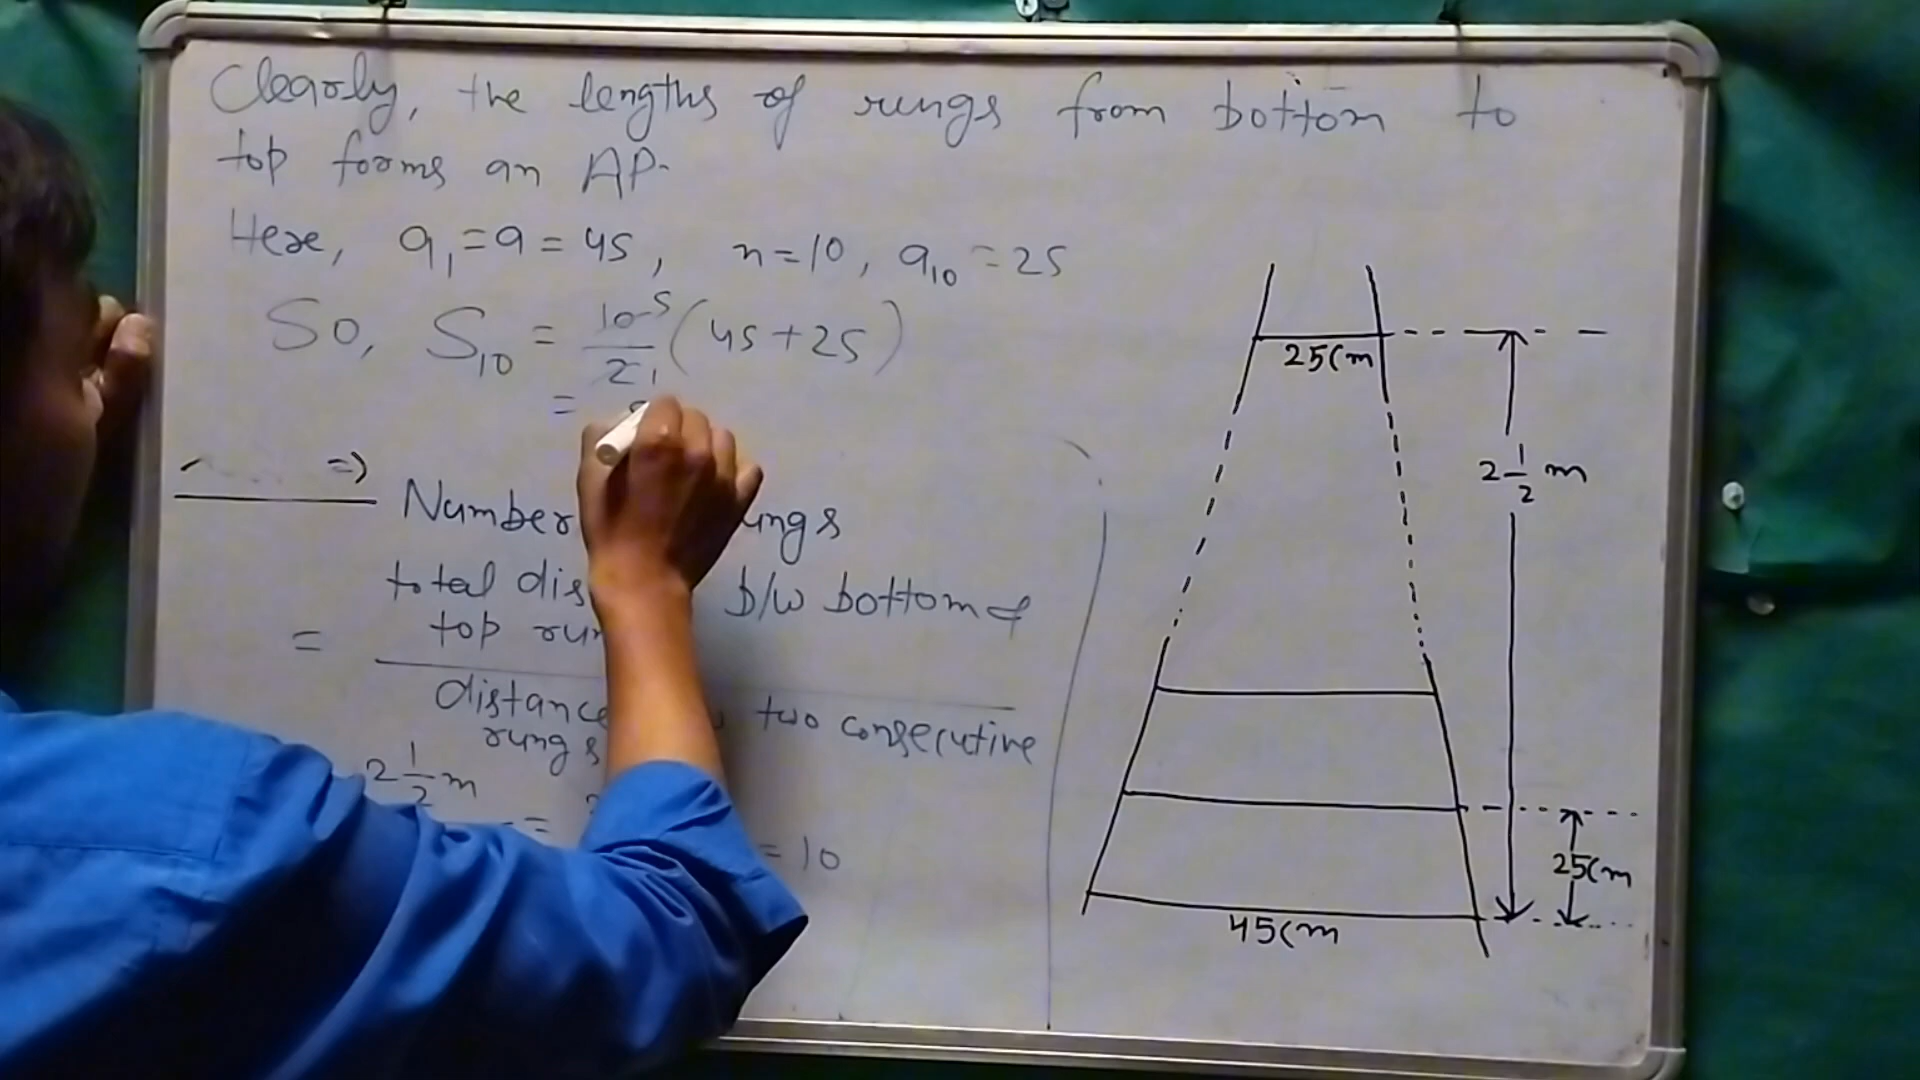 Clearly, the lengths of rungs from bottom to
top forms an AP.
Here, a₁ = a = 45, n = 10, a₁₀ = 25
So, S₁₀ = 10 5 / 2 1 (45 + 25)
=
=> Number ungs
total dis b/w bottom &
top run
=
distance two consecutive
rungs
2 1/2 m
= = 10
25cm
2 1/2 m
25cm
45cm